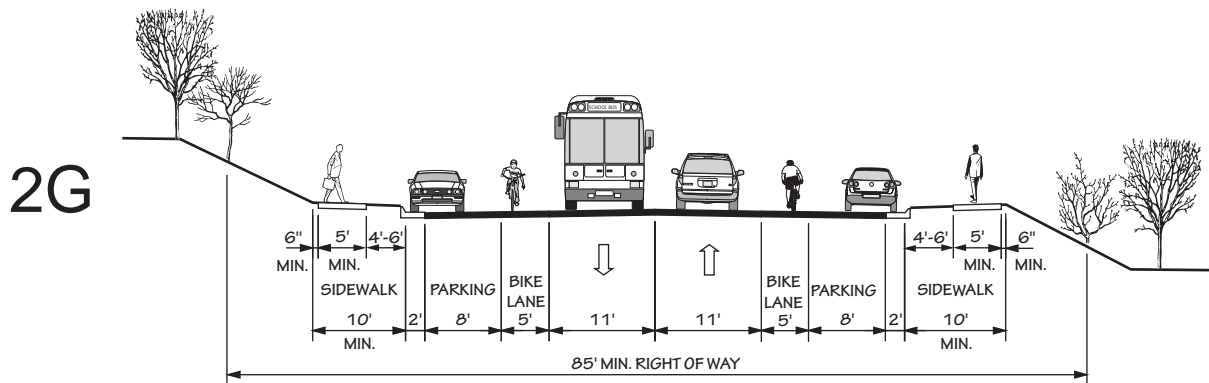 SCHOOL BUS
2G
6" 5' 4'-6' 4'-6' 5' 6"
MIN. MIN. MIN. MIN.
SIDEWALK PARKING BIKE LANE BIKE LANE PARKING SIDEWALK
10' 2' 8' 5' 11' 11' 5' 8' 2' 10'
MIN. MIN.
85' MIN. RIGHT OF WAY